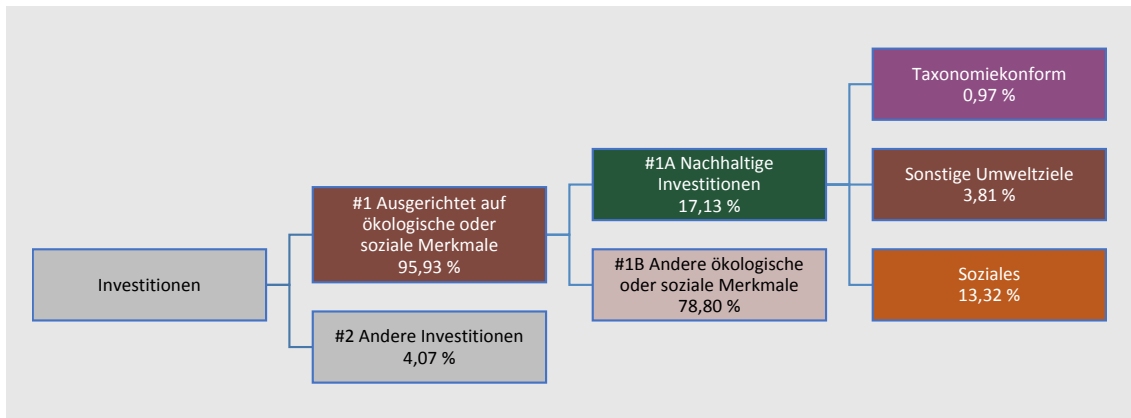 Investitionen
#1 Ausgerichtet auf
ökologische oder
soziale Merkmale
95,93 %
#2 Andere Investitionen
4,07 %
#1A Nachhaltige
Investitionen
17,13 %
#1B Andere ökologische
oder soziale Merkmale
78,80 %
Taxonomiekonform
0,97 %
Sonstige Umweltziele
3,81 %
Soziales
13,32 %